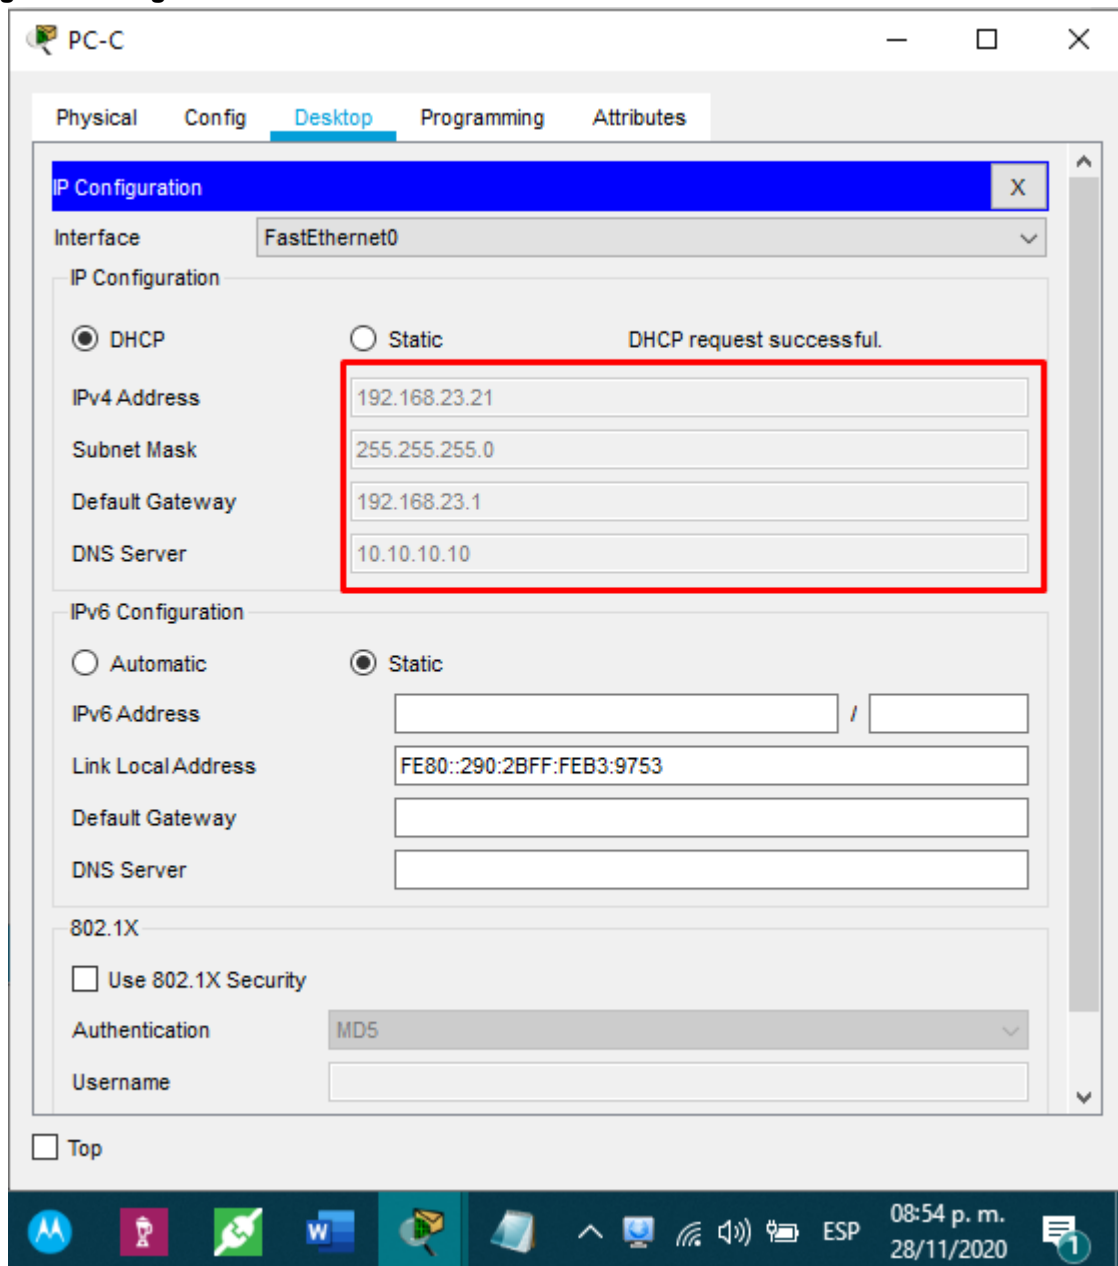 PC-C
Physical Config Desktop Programming Attributes
IP Configuration X
Interface FastEthernet0
IP Configuration
DHCP Static DHCP request successful.
IPv4 Address 192.168.23.21
Subnet Mask 255.255.255.0
Default Gateway 192.168.23.1
DNS Server 10.10.10.10
IPv6 Configuration
Automatic Static
IPv6 Address /
Link Local Address FE80::290:2BFF:FEB3:9753
Default Gateway
DNS Server
802.1X
Use 802.1X Security
Authentication MD5
Username
Top
W ESP 08:54 p. m.
28/11/2020 1